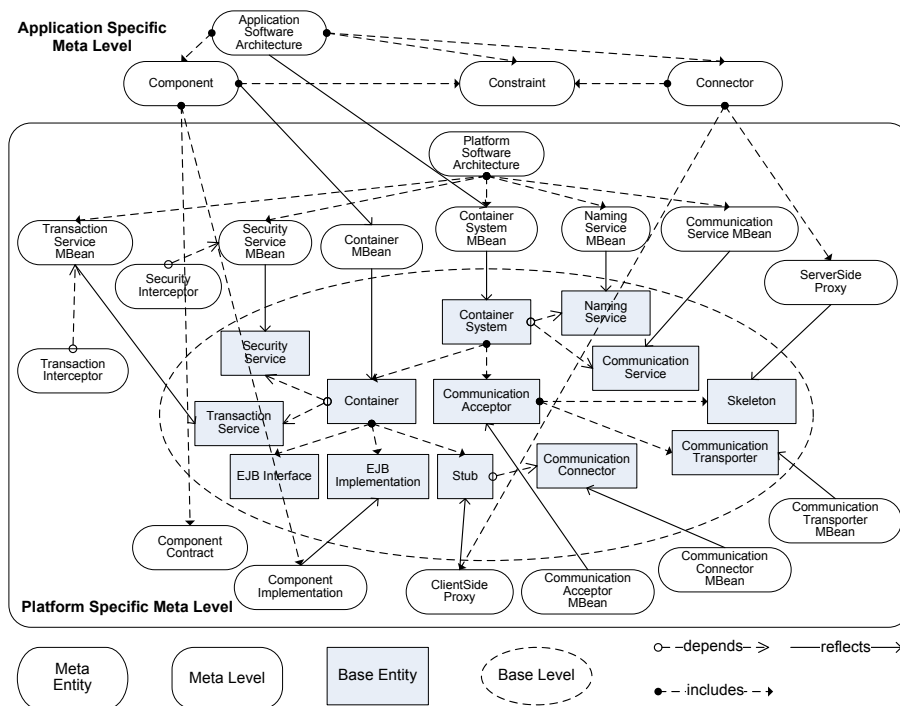 Application Specific
Meta Level
Application
Software
Architecture
Component
Constraint
Connector
Platform
Software
Architecture
Transaction
Service
MBean
Security
Service
MBean
Container
MBean
Container
System
MBean
Naming
Service
MBean
Communication
Service MBean
Security
Interceptor
ServerSide
Proxy
Container
System
Naming
Service
Transaction
Interceptor
Security
Service
Communication
Service
Transaction
Service
Container
Communication
Acceptor
Skeleton
EJB Interface
EJB
Implementation
Stub
Communication
Connector
Communication
Transporter
Component
Contract
Communication
Transporter
MBean
Component
Implementation
ClientSide
Proxy
Communication
Acceptor
MBean
Communication
Connector
MBean
Platform Specific Meta Level
Meta
Entity
Meta Level
Base Entity
Base Level
depends
reflects
includes